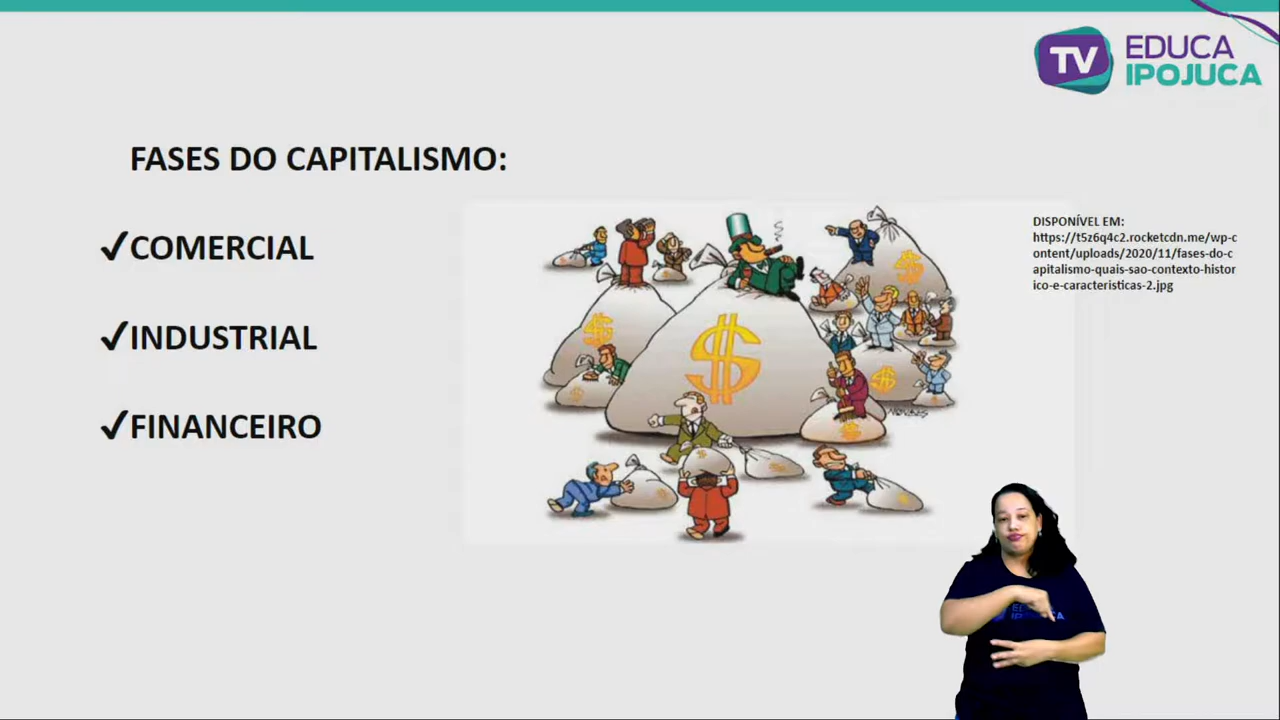 TV EDUCA
IPOJUCA
FASES DO CAPITALISMO:
✓COMERCIAL
✓INDUSTRIAL
✓FINANCEIRO
DISPONÍVEL EM:
https://t5z6q4c2.rocketcdn.me/wp-c
ontent/uploads/2020/11/fases-do-c
apitalismo-quais-sao-contexto-histor
ico-e-caracteristicas-2.jpg
$
$
$
$